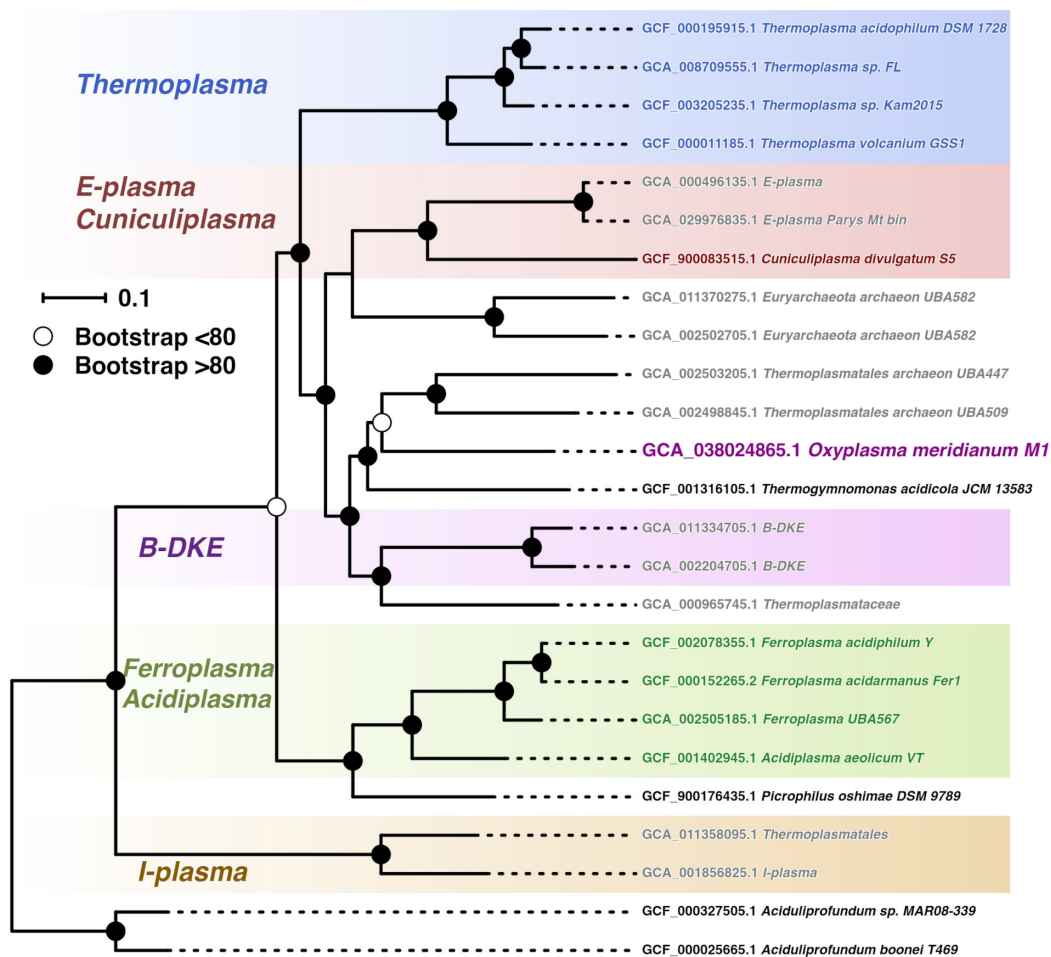 GCF_000195915.1 Thermoplasma acidophilum DSM 1728
GCA_008709555.1 Thermoplasma sp. FL
Thermoplasma
GCF_003205235.1 Thermoplasma sp. Kam2015
GCF_000011185.1 Thermoplasma volcanium GSS1
E-plasma
Cuniculiplasma
GCA_000496135.1 E-plasma
GCA_029976835.1 E-plasma Parys Mt bin
GCF_900083515.1 Cuniculiplasma divulgatum S5
0.1
GCA_011370275.1 Euryarchaeota archaeon UBA582
Bootstrap <80
GCA_002502705.1 Euryarchaeota archaeon UBA582
Bootstrap >80
GCA_002503205.1 Thermoplasmatales archaeon UBA447
GCA_002498845.1 Thermoplasmatales archaeon UBA509
GCA_038024865.1 Oxyplasma meridianum M1
GCF_001316105.1 Thermogymnomonas acidicola JCM 13583
GCA_011334705.1 B-DKE
B-DKE
GCA_002204705.1 B-DKE
GCA_000965745.1 Thermoplasmataceae
GCF_002078355.1 Ferroplasma acidiphilum Y
Ferroplasma
Acidiplasma
GCF_000152265.2 Ferroplasma acidarmanus Fer1
GCA_002505185.1 Ferroplasma UBA567
GCF_001402945.1 Acidiplasma aeolicum VT
GCF_900176435.1 Picrophilus oshimae DSM 9789
GCA_011358095.1 Thermoplasmatales
I-plasma
GCA_001856825.1 I-plasma
GCF_000327505.1 Aciduliprofundum sp. MAR08-339
GCF_000025665.1 Aciduliprofundum boonei T469